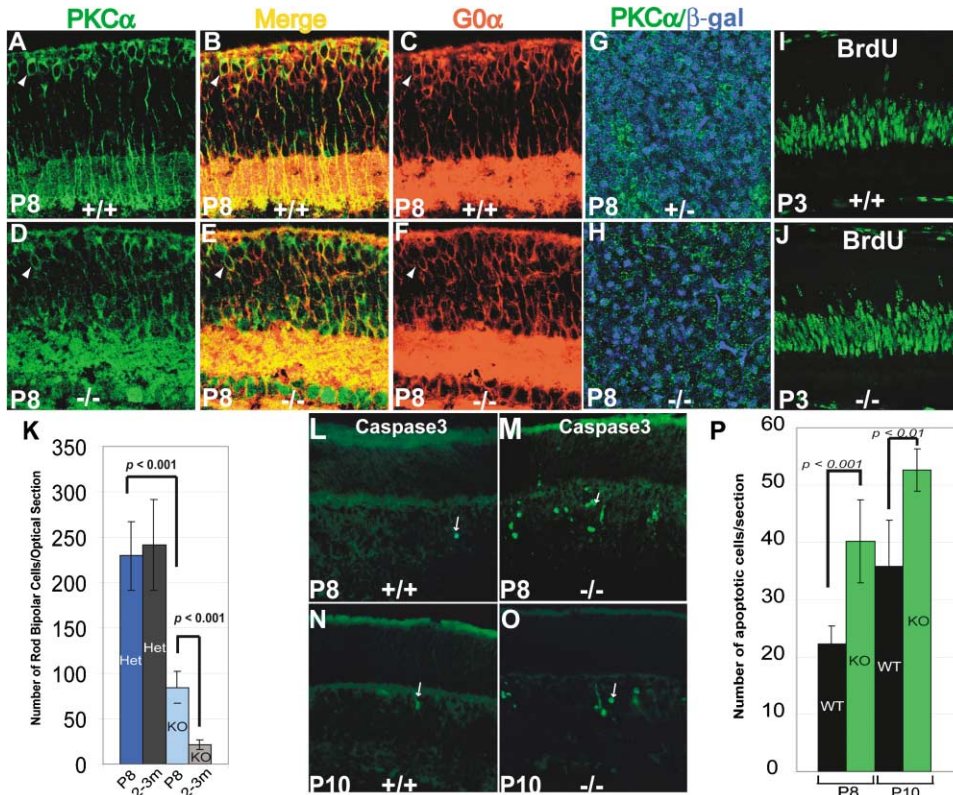 PKCα Merge G0α PKCα/β-gal
A B C G I BrdU
P8 +/+ P8 +/+ P8 +/+ P8 +/- P3 +/+
D E F H J BrdU
P8 -/- P8 -/- P8 -/- P8 -/- P3 -/-
K
Number of Rod Bipolar Cells/Optical Section
350
300
250
200
150
100
50
0
p < 0.001
p < 0.001
Het
Het
KO
KO
P8
2-3m
P8
2-3m
L Caspase3 M Caspase3
P8 +/+ P8 -/-
N O
P10 +/+ P10 -/-
P
Number of apoptotic cells/section
60
50
40
30
20
10
0
p < 0.001
p < 0.01
WT
KO
WT
KO
P8 P10